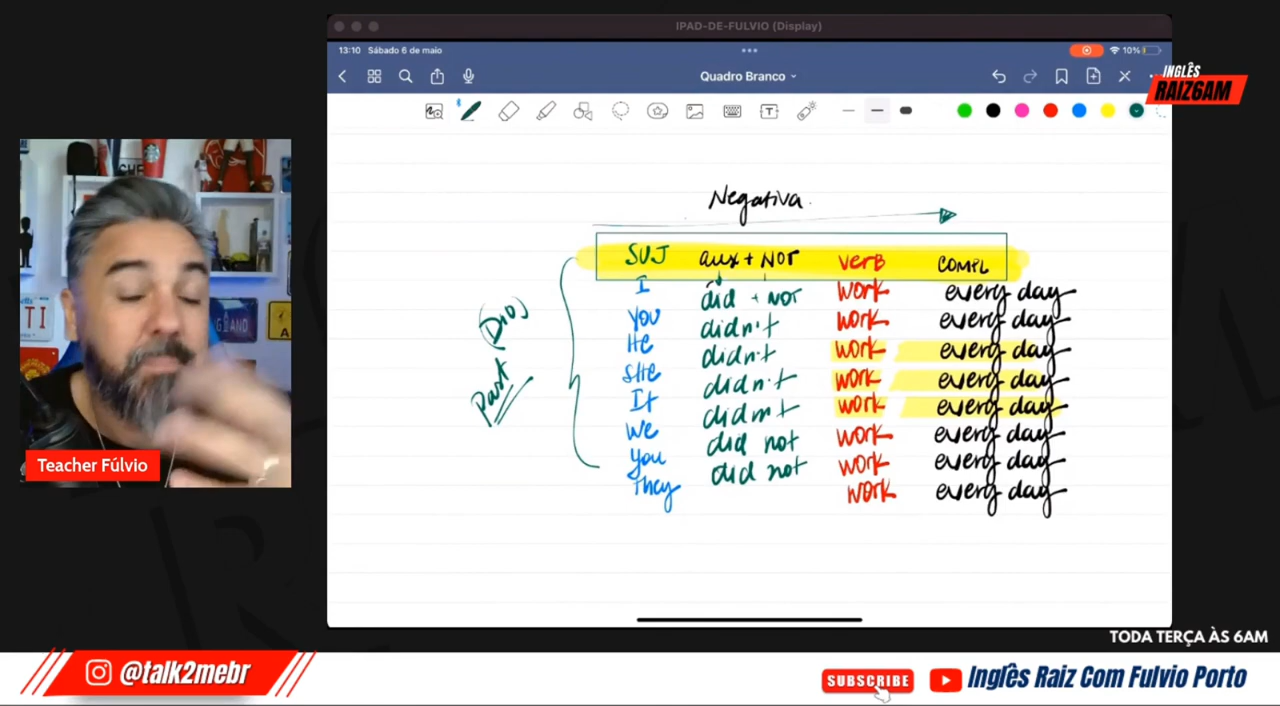 IPAD-DE-FULVIO (Display)
13:10 Sábado 6 de maio
10%
Quadro Branco
INGLÊS
RAIZ6AM
Negativa.
SUJ aux + NOT verB COMPL
I did + NOT work every day
You didn't work every day
He didn't work every day
She didn't work every day
It didn't work every day
We did not work every day
You did not work every day
They work every day
(DID)
Past
Teacher Fúlvio
TODA TERÇA ÀS 6AM
@talk2mebr
SUBSCRIBE
Inglês Raiz Com Fulvio Porto